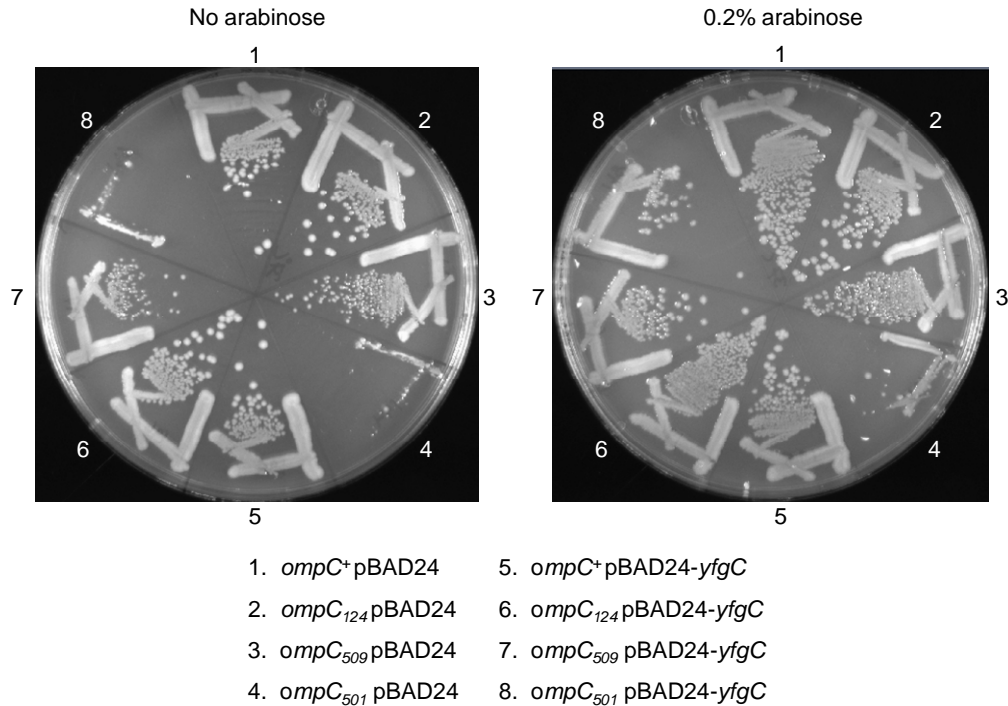 No arabinose
0.2% arabinose
1
2
3
4
5
6
7
8
1
2
3
4
5
6
7
8
1. ompC⁺ pBAD24
2. ompC₁₂₄ pBAD24
3. ompC₅₀₉ pBAD24
4. ompC₅₀₁ pBAD24
5. ompC⁺ pBAD24-yfgC
6. ompC₁₂₄ pBAD24-yfgC
7. ompC₅₀₉ pBAD24-yfgC
8. ompC₅₀₁ pBAD24-yfgC